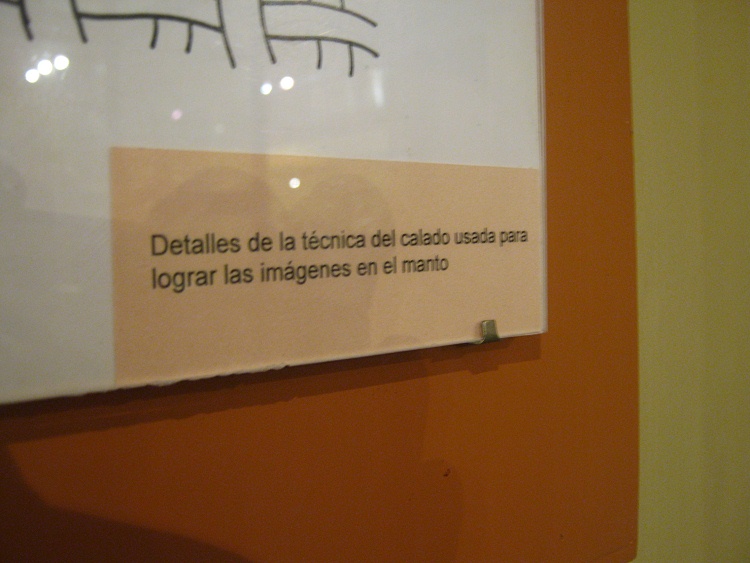 Detalles de la técnica del calado usada para
lograr las imágenes en el manto